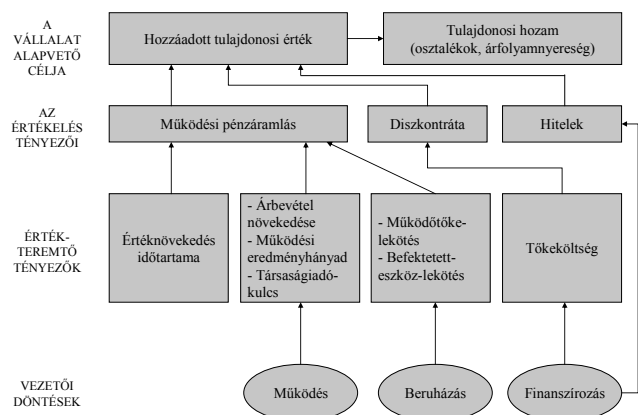 A
VÁLLALAT
ALAPVETŐ
CÉLJA
Hozzáadott tulajdonosi érték
Tulajdonosi hozam
(osztalékok, árfolyamnyereség)
AZ
ÉRTÉKELÉS
TÉNYEZŐI
Működési pénzáramlás
Diszkontráta
Hitelek
ÉRTÉK-
TEREMTŐ
TÉNYEZŐK
Értéknövekedés
időtartama
- Árbevétel
növekedése
- Működési
eredményhányad
- Társaságiadó-
kulcs
- Működőtőke-
lekötés
- Befektetett-
eszköz-lekötés
Tőkeköltség
VEZETŐI
DÖNTÉSEK
Működés
Beruházás
Finanszírozás